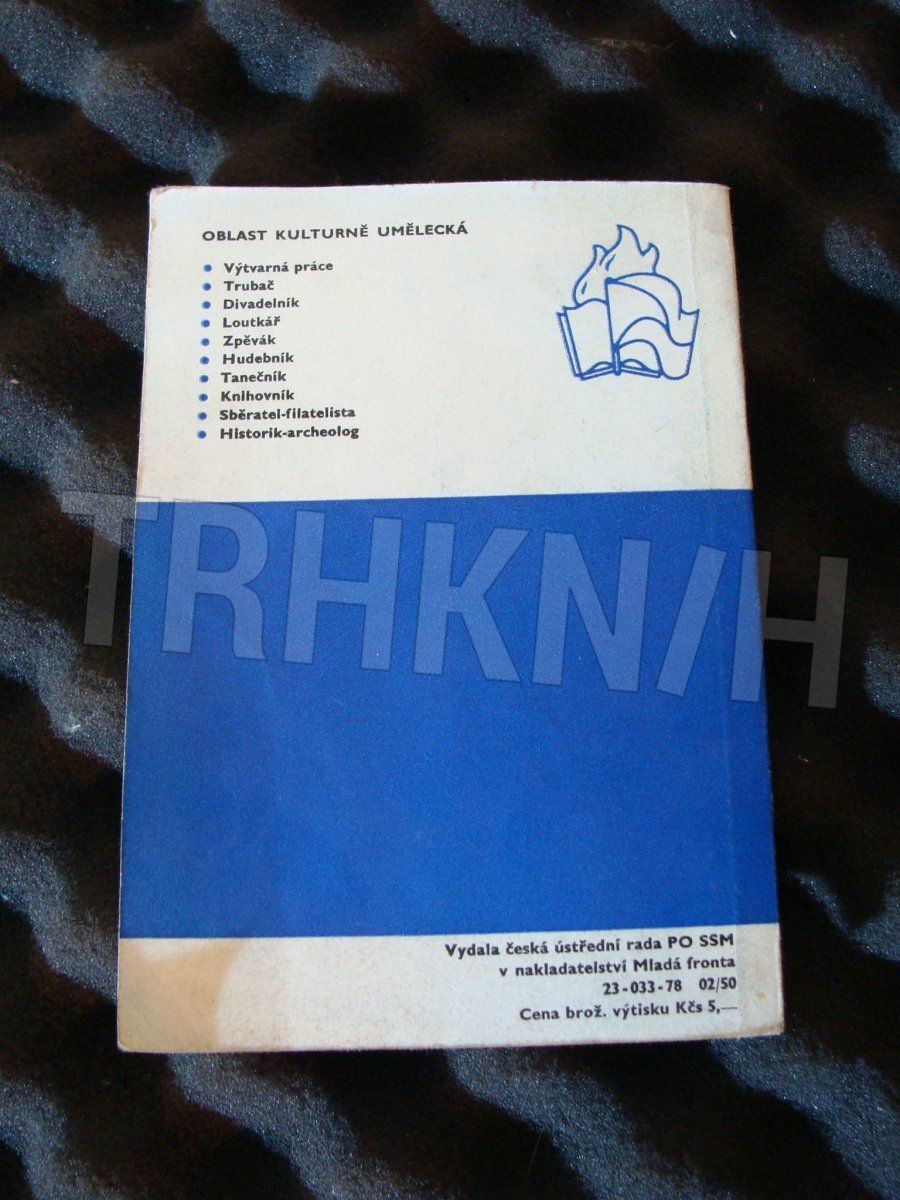 OBLAST KULTURNĚ UMĚLECKÁ
• Výtvarná práce
• Trubač
• Divadelník
• Loutkář
• Zpěvák
• Hudebník
• Tanečník
• Knihovník
• Sběratel-filatelista
• Historik-archeolog
TRHKN/H
Vydala česká ústřední rada PO SSM
v nakladatelství Mladá fronta
23-033-78 02/50
Cena brož. výtisku Kčs 5,—